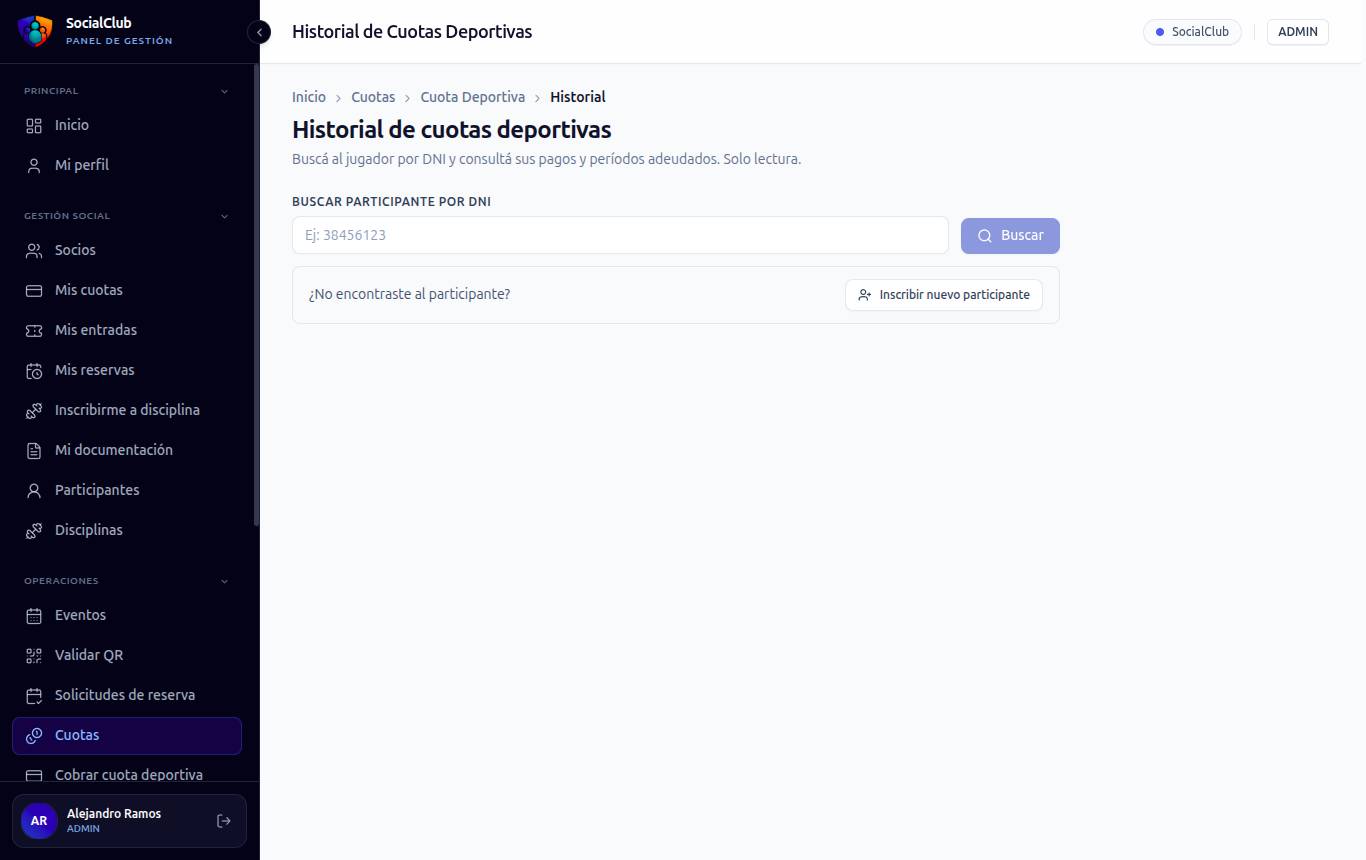 SocialClub
PANEL DE GESTIÓN
PRINCIPAL
Inicio
Mi perfil
GESTIÓN SOCIAL
Socios
Mis cuotas
Mis entradas
Mis reservas
Inscribirme a disciplina
Mi documentación
Participantes
Disciplinas
OPERACIONES
Eventos
Validar QR
Solicitudes de reserva
Cuotas
Cobrar cuota deportiva
AR
Alejandro Ramos
ADMIN
Historial de Cuotas Deportivas
SocialClub
ADMIN
Inicio > Cuotas > Cuota Deportiva > Historial
Historial de cuotas deportivas
Buscá al jugador por DNI y consultá sus pagos y períodos adeudados. Solo lectura.
BUSCAR PARTICIPANTE POR DNI
Ej: 38456123
Buscar
¿No encontraste al participante?
Inscribir nuevo participante